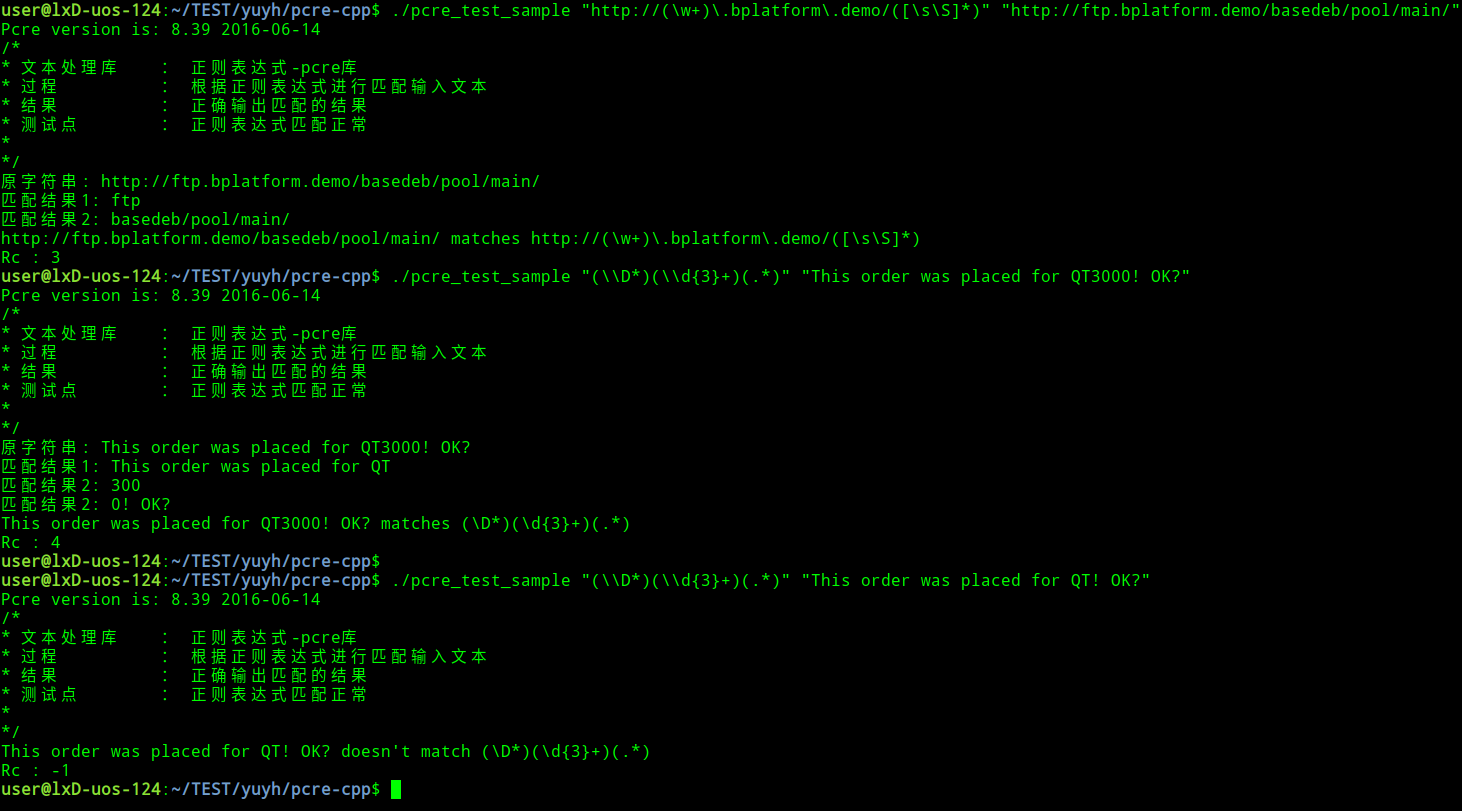 user@lxD-uos-124:~/TEST/yuyh/pcre-cpp$ ./pcre_test_sample "http://(\w+)\.bplatform\.demo/([\s\S]*)" "http://ftp.bplatform.demo/basedeb/pool/main/"
Pcre version is: 8.39 2016-06-14
/*
* 文本处理库 : 正则表达式-pcre库
* 过程 : 根据正则表达式进行匹配输入文本
* 结果 : 正确输出匹配的结果
* 测试点 : 正则表达式匹配正常
*
*/
原字符串: http://ftp.bplatform.demo/basedeb/pool/main/
匹配结果1: ftp
匹配结果2: basedeb/pool/main/
http://ftp.bplatform.demo/basedeb/pool/main/ matches http://(\w+)\.bplatform\.demo/([\s\S]*)
Rc : 3
user@lxD-uos-124:~/TEST/yuyh/pcre-cpp$ ./pcre_test_sample "(\\D*)(\\d{3}+)(.*)" "This order was placed for QT3000! OK?"
Pcre version is: 8.39 2016-06-14
/*
* 文本处理库 : 正则表达式-pcre库
* 过程 : 根据正则表达式进行匹配输入文本
* 结果 : 正确输出匹配的结果
* 测试点 : 正则表达式匹配正常
*
*/
原字符串: This order was placed for QT3000! OK?
匹配结果1: This order was placed for QT
匹配结果2: 300
匹配结果2: 0! OK?
This order was placed for QT3000! OK? matches (\D*)(\d{3}+)(.*)
Rc : 4
user@lxD-uos-124:~/TEST/yuyh/pcre-cpp$
user@lxD-uos-124:~/TEST/yuyh/pcre-cpp$ ./pcre_test_sample "(\\D*)(\\d{3}+)(.*)" "This order was placed for QT! OK?"
Pcre version is: 8.39 2016-06-14
/*
* 文本处理库 : 正则表达式-pcre库
* 过程 : 根据正则表达式进行匹配输入文本
* 结果 : 正确输出匹配的结果
* 测试点 : 正则表达式匹配正常
*
*/
This order was placed for QT! OK? doesn't match (\D*)(\d{3}+)(.*)
Rc : -1
user@lxD-uos-124:~/TEST/yuyh/pcre-cpp$